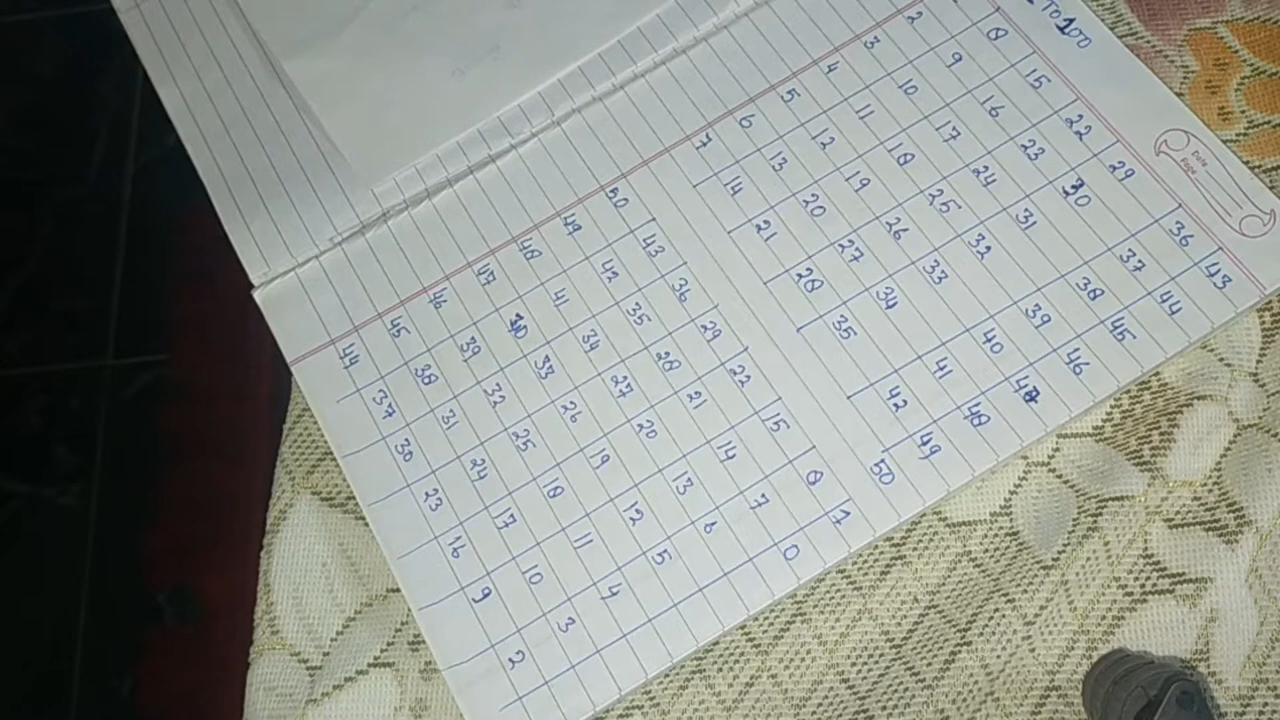 TO 100
Date
Page
8 15 22 29 36 43
2 9 16 23 30 37 44
3 10 17 24 31 38 45
4 11 18 25 32 39 46
5 12 19 26 33 40 47
6 13 20 27 34 41 48
7 14 21 28 35 42 49
50
50 43 36 29 22 15 8 1
49 42 35 28 21 14 7 0
48 41 34 27 20 13 6
47 40 33 26 19 12 5
46 39 32 25 18 11 4
45 38 31 24 17 10 3
44 37 30 23 16 9 2